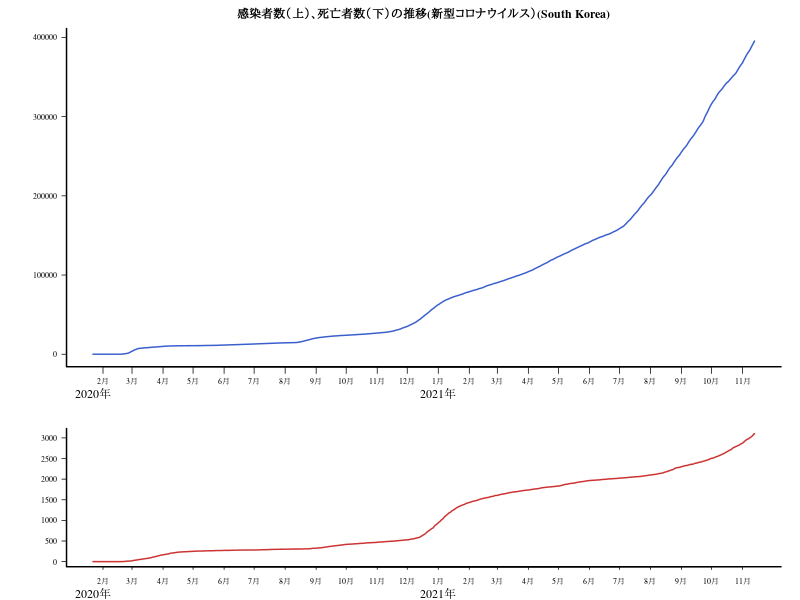 感染者数(上)、死亡者数(下)の推移(新型コロナウイルス)(South Korea)
400000
300000
200000
100000
0
2月 3月 4月 5月 6月 7月 8月 9月 10月 11月 12月 1月 2月 3月 4月 5月 6月 7月 8月 9月 10月 11月
2020年 2021年
3000
2500
2000
1500
1000
500
0
2月 3月 4月 5月 6月 7月 8月 9月 10月 11月 12月 1月 2月 3月 4月 5月 6月 7月 8月 9月 10月 11月
2020年 2021年